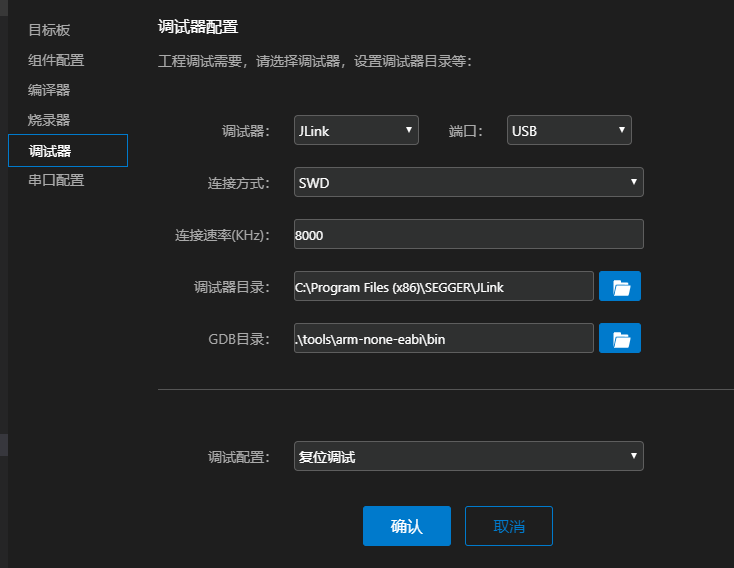 调试器配置
工程调试需要，请选择调试器，设置调试器目录等：
目标板
组件配置
编译器
烧录器
调试器
串口配置
调试器： JLink 端口： USB
连接方式： SWD
连接速率(KHz)： 8000
调试器目录： C:\Program Files (x86)\SEGGER\JLink
GDB目录： .\tools\arm-none-eabi\bin
调试配置： 复位调试
确认 取消